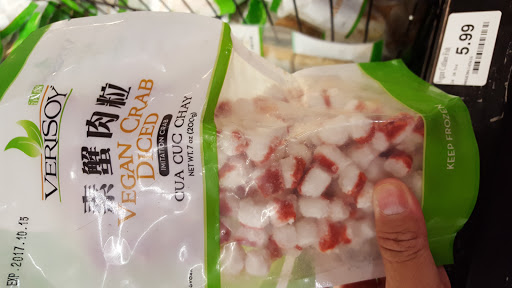 VERISOY
素蟹肉粒
VEGAN CRAB
DICED
IMITATION CRAB
CUA CUC CHAY
NET WT. 7 oz (200g)
EXP. 2017.10.15
KEEP FROZEN
5.99